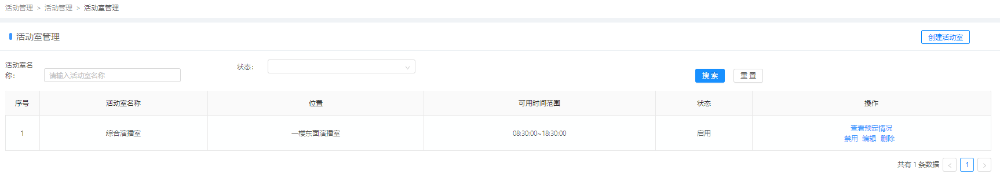 活动管理 > 活动管理 > 活动室管理
活动室管理
创建活动室
活动室名
称：
请输入活动室名称
状态：
搜 索
重 置
序号 活动室名称 位置 可用时间范围 状态 操作
1 综合演播室 一楼东面演播室 08:30:00~18:30:00 启用 查看预定情况
禁用 编辑 删除
共有 1 条数据 < 1 >